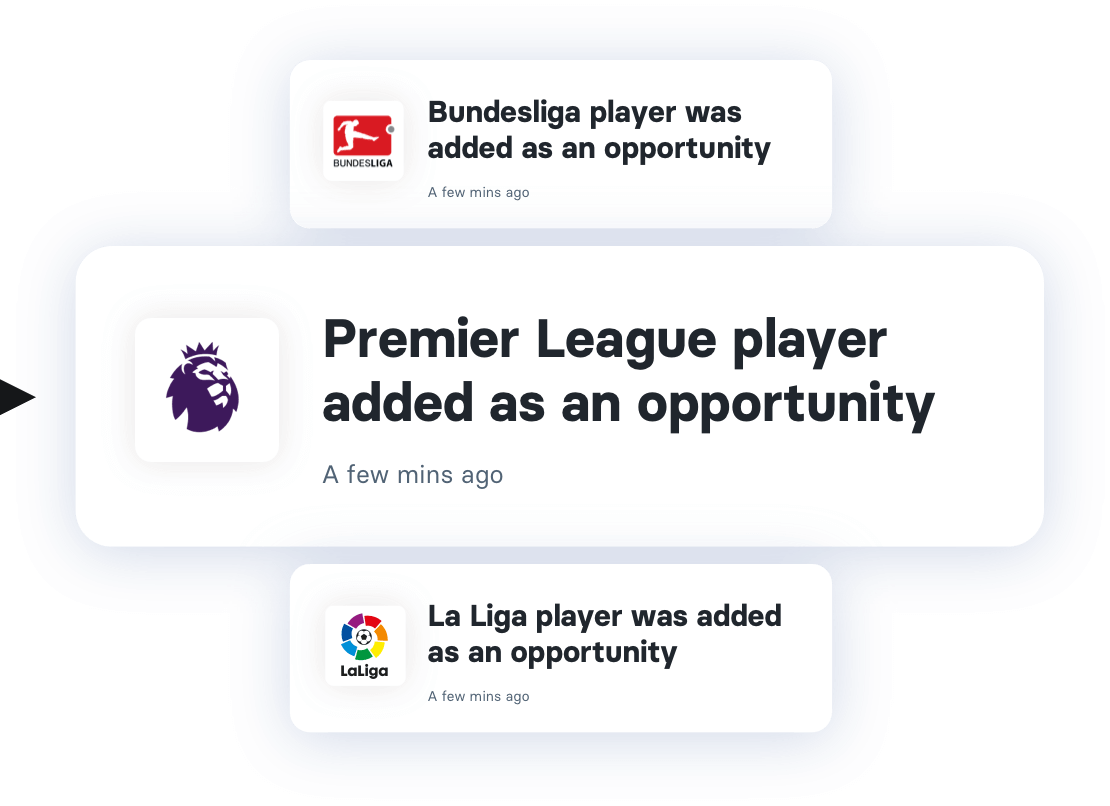 Bundesliga player was
added as an opportunity
BUNDESLIGA
A few mins ago
Premier League player
added as an opportunity
A few mins ago
La Liga player was added
as an opportunity
LaLiga
A few mins ago